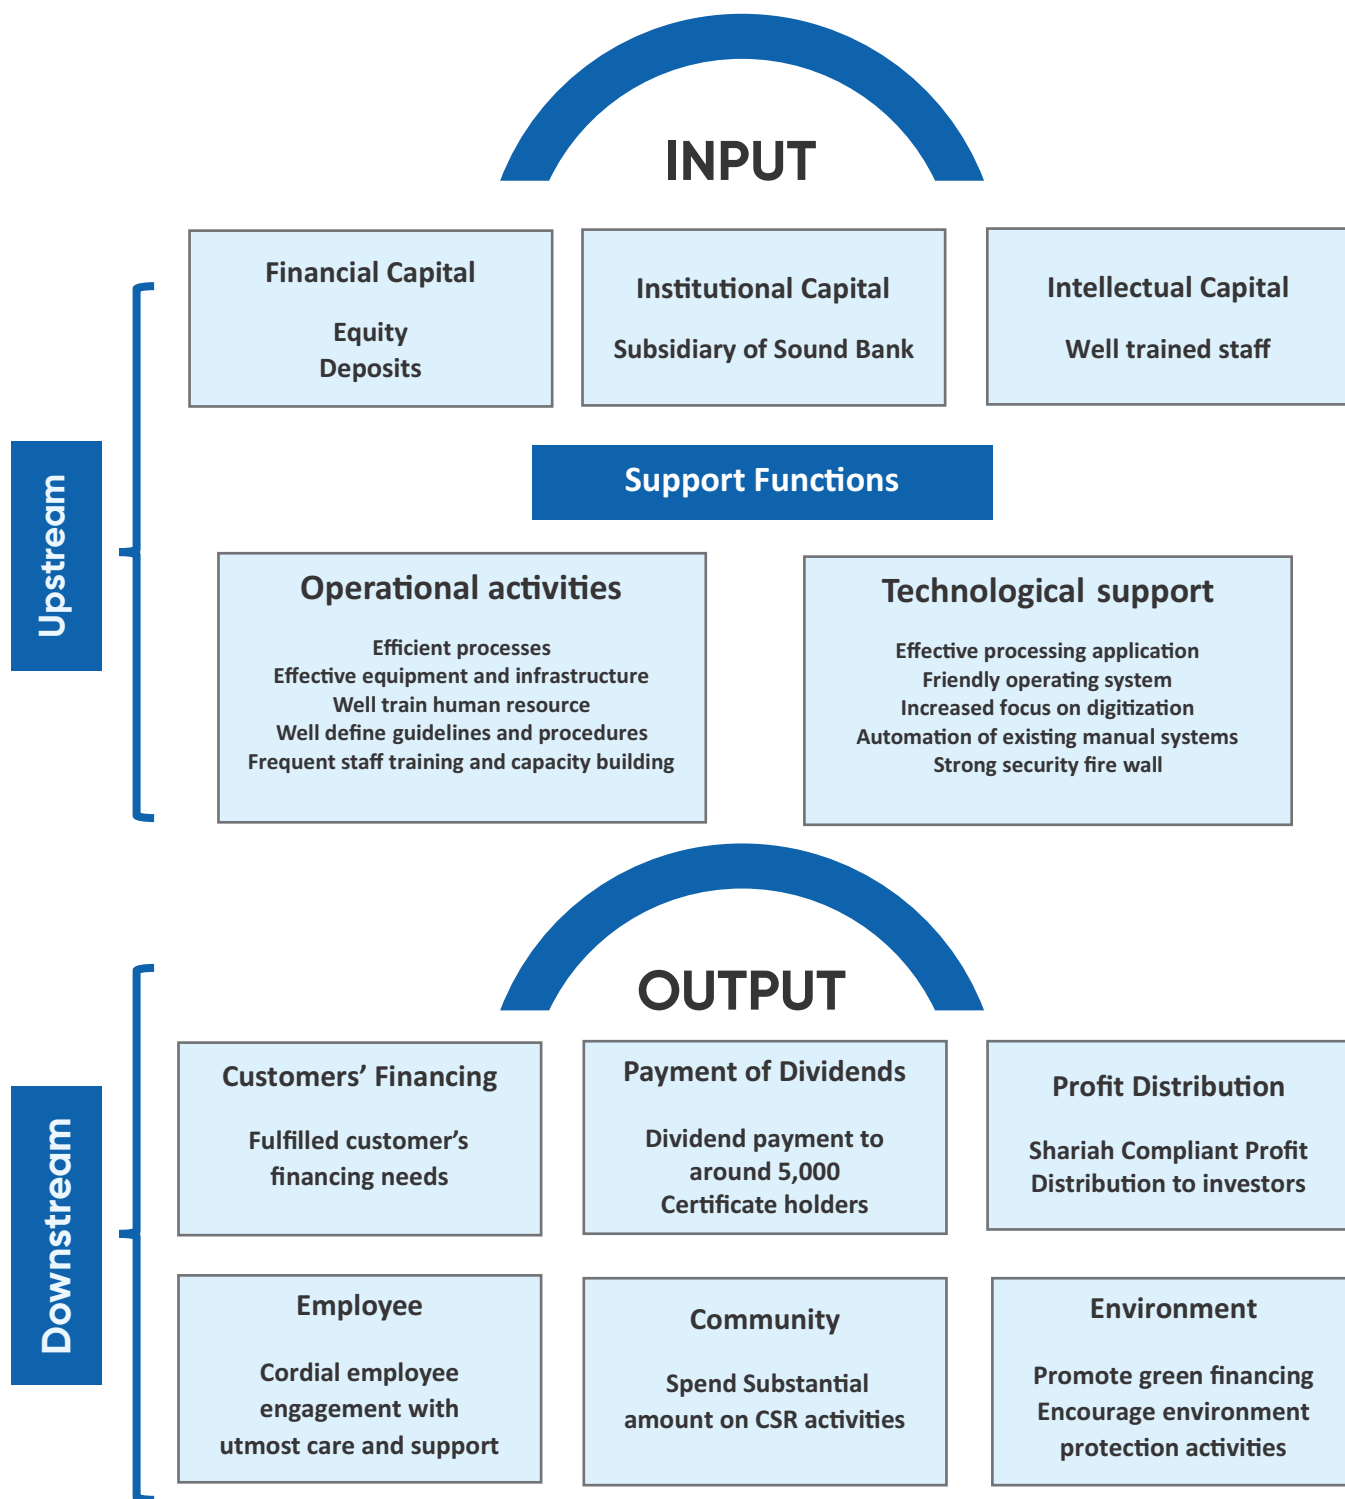 INPUT
Financial Capital
Equity
Deposits
Institutional Capital
Subsidiary of Sound Bank
Intellectual Capital
Well trained staff
Upstream
Support Functions
Operational activities
Efficient processes
Effective equipment and infrastructure
Well train human resource
Well define guidelines and procedures
Frequent staff training and capacity building
Technological support
Effective processing application
Friendly operating system
Increased focus on digitization
Automation of existing manual systems
Strong security fire wall
OUTPUT
Downstream
Customers’ Financing
Fulfilled customer’s
financing needs
Payment of Dividends
Dividend payment to
around 5,000
Certificate holders
Profit Distribution
Shariah Compliant Profit
Distribution to investors
Employee
Cordial employee
engagement with
utmost care and support
Community
Spend Substantial
amount on CSR activities
Environment
Promote green financing
Encourage environment
protection activities